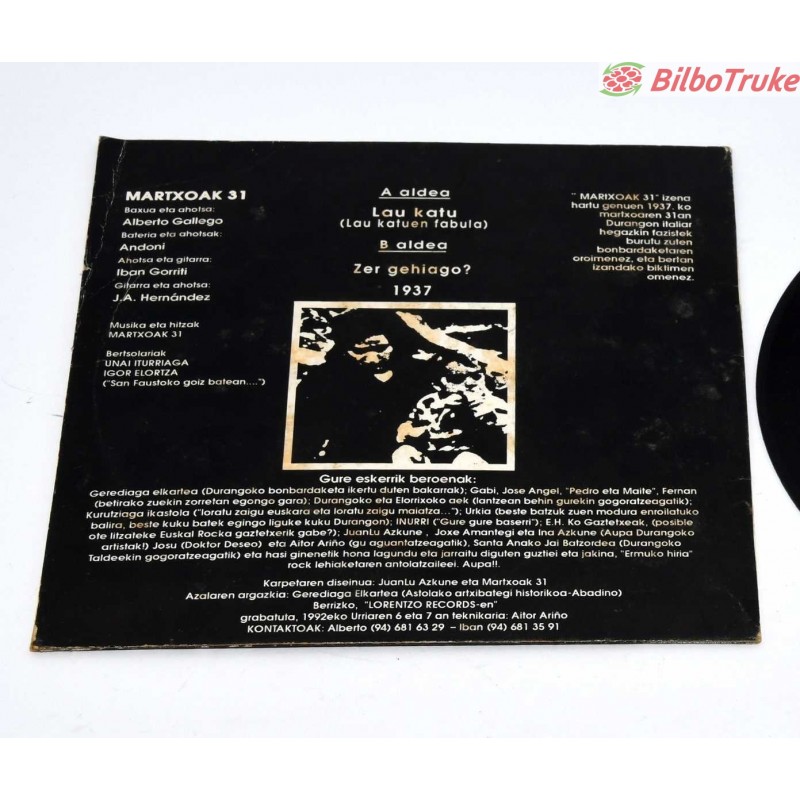 BilboTruke
MARTXOAK 31
Baxua eta ahotsa:
Alberto Gallego
Bateria eta ahotsak:
Andoni
Ahotsa eta gitarra:
Iban Gorriti
Gitarra eta ahotsa:
J.A. Hernández
Musika eta hitzak
MARTXOAK 31
Bertsolariak
UNAI ITURRIAGA
IGOR ELORTZA
("San Faustoko goiz batean....")
A aldea
Lau katu
(Lau katuen fabula)
B aldea
Zer gehiago?
1937
" MARIXOAK 31" izena
hartu genuen 1937. ko
martxoaren 31an
Durangon italiar
hegazkin fazistek
burutu zuten
bonbardaketaren
oroimenez, eta bertan
izandako biktimen
omenez.
Gure eskerrik beroenak:
Gerediaga elkartea (Durangoko bonbardaketa ikertu duten bakarrak); Gabi, Jose Angel, "Pedro eta Maite", Fernan
(betirako zuekin zorretan egongo gara); Durangoko eta Elorrixoko aek (lantzean behin gurekin gogoratzeagatik);
Kurutziaga ikastola ("loratu zaigu euskara eta loratu zaigu maiatza..."); Urkia (beste batzuk zuen modura enroilatuko
balira, beste kuku batek egingo liguke kuku Durangon); INURRI ("Gure gure baserri"); E.H. Ko Gaztetxeak, (posible
ote litzateke Euskal Rocka gaztetxerik gabe?); JuanLu Azkune , Joxe Amantegi eta Ina Azkune (Aupa Durangoko
artistak!) Josu (Doktor Deseo) eta Aitor Ariño (gu aguantatzeagatik), Santa Anako Jai Batzordea (Durangoko
Taldeekin gogoratzeagatik) eta hasi ginenetik hona lagundu eta jarraitu diguten guztiei eta jakina, "Ermuko hiria"
rock lehiaketaren antolatzaileei. Aupa!!.
Karpetaren diseinua: JuanLu Azkune eta Martxoak 31
Azalaren argazkia: Gerediaga Elkartea (Astolako artxibategi historikoa-Abadino)
Berrizko, "LORENTZO RECORDS-en"
grabatuta, 1992eko Urriaren 6 eta 7 an teknikaria: Aitor Ariño
KONTAKTOAK: Alberto (94) 681 63 29 – Iban (94) 681 35 91